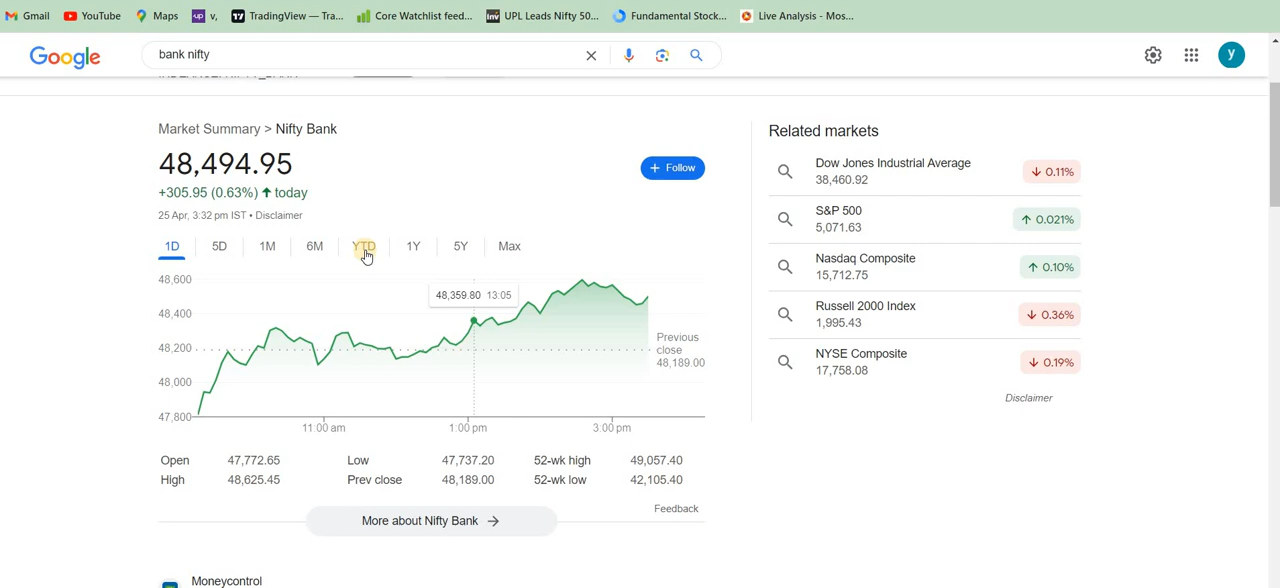 Gmail YouTube Maps up v, TradingView — Tra... Core Watchlist feed... inv UPL Leads Nifty 50... Fundamental Stock... Live Analysis - Mos...
Google bank nifty y
Market Summary > Nifty Bank
48,494.95
+ Follow
+305.95 (0.63%) ↑ today
25 Apr, 3:32 pm IST • Disclaimer
1D 5D 1M 6M YTD 1Y 5Y Max
48,600
48,400
48,200
48,000
47,800
48,359.80 13:05
Previous
close
48,189.00
11:00 am 1:00 pm 3:00 pm
Open 47,772.65 Low 47,737.20 52-wk high 49,057.40
High 48,625.45 Prev close 48,189.00 52-wk low 42,105.40
Feedback
More about Nifty Bank →
Moneycontrol
Related markets
Dow Jones Industrial Average
38,460.92
↓ 0.11%
S&P 500
5,071.63
↑ 0.021%
Nasdaq Composite
15,712.75
↑ 0.10%
Russell 2000 Index
1,995.43
↓ 0.36%
NYSE Composite
17,758.08
↓ 0.19%
Disclaimer